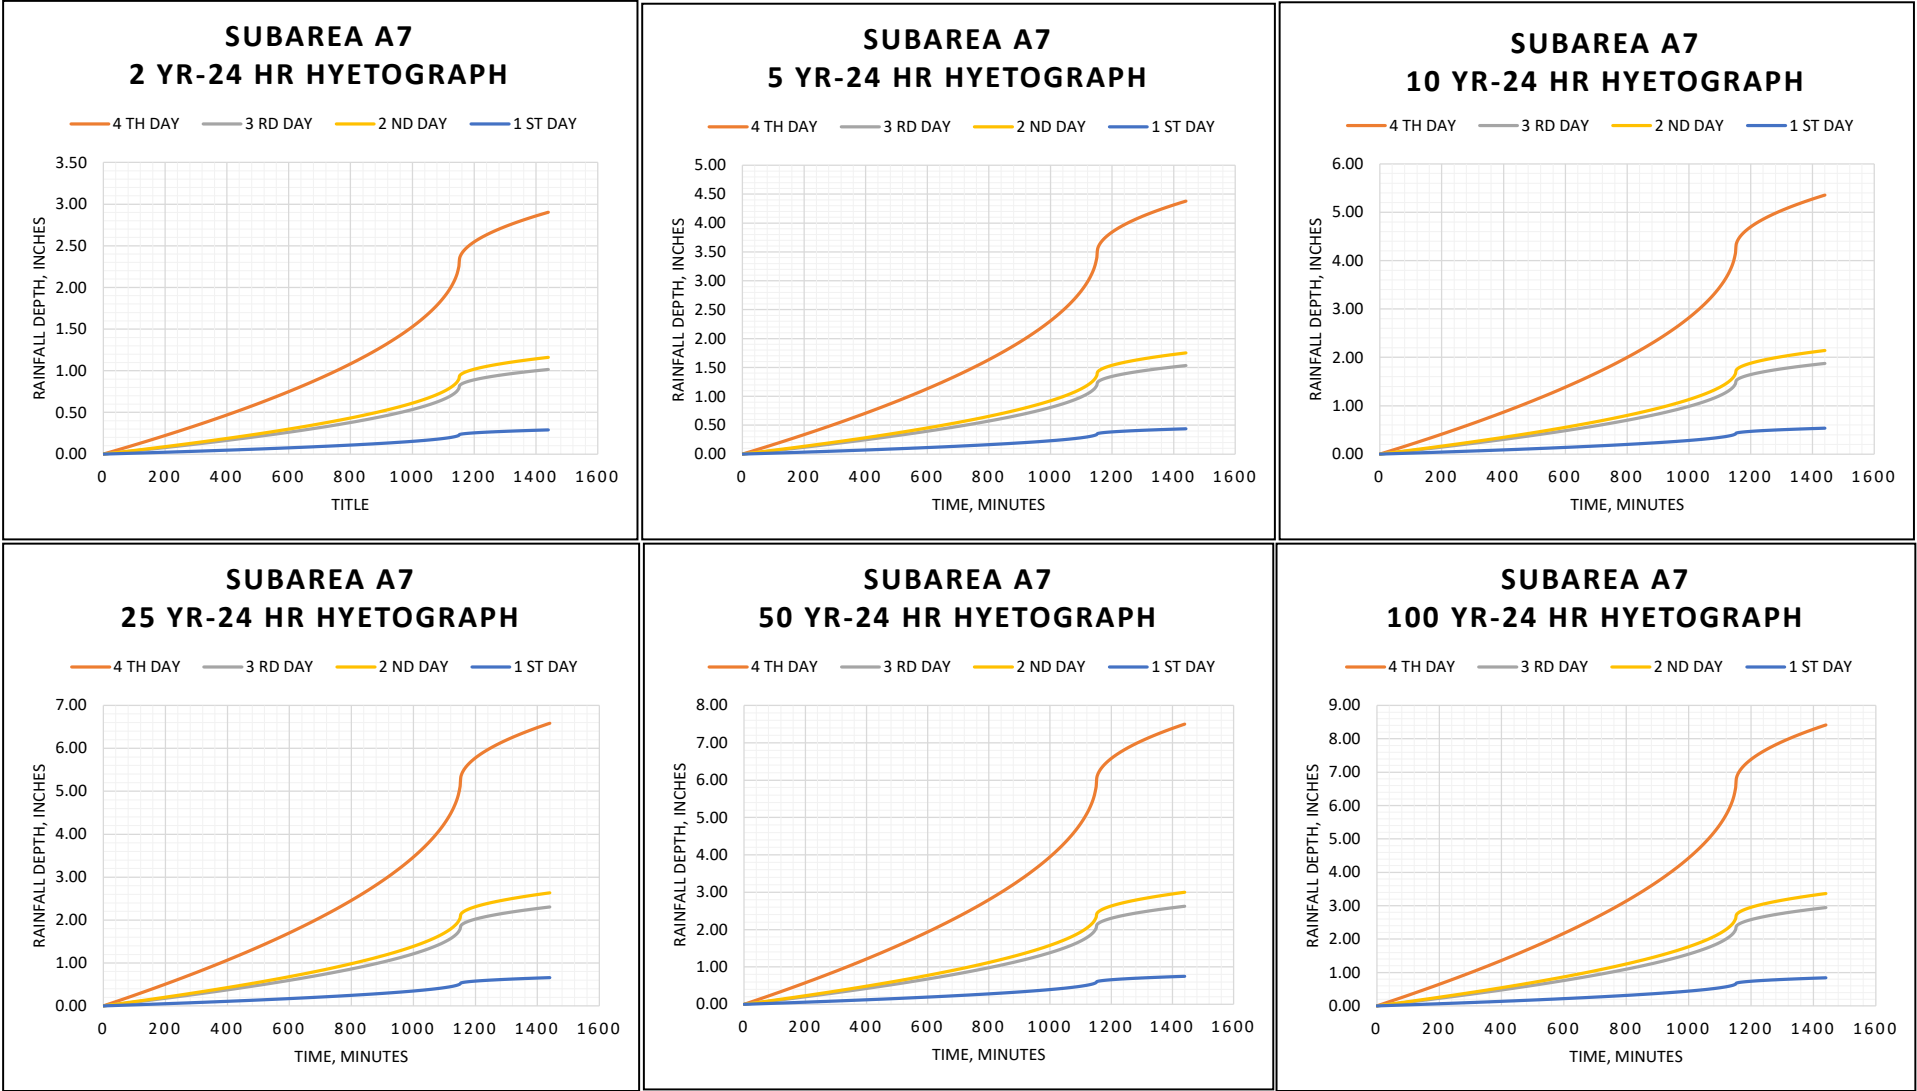 SUBAREA A7
2 YR-24 HR HYETOGRAPH
4 TH DAY 3 RD DAY 2 ND DAY 1 ST DAY
3.50
3.00
2.50
2.00
1.50
1.00
0.50
0.00
RAINFALL DEPTH, INCHES
0 200 400 600 800 1000 1200 1400 1600
TITLE
SUBAREA A7
5 YR-24 HR HYETOGRAPH
4 TH DAY 3 RD DAY 2 ND DAY 1 ST DAY
5.00
4.50
4.00
3.50
3.00
2.50
2.00
1.50
1.00
0.50
0.00
RAINFALL DEPTH, INCHES
0 200 400 600 800 1000 1200 1400 1600
TIME, MINUTES
SUBAREA A7
10 YR-24 HR HYETOGRAPH
4 TH DAY 3 RD DAY 2 ND DAY 1 ST DAY
6.00
5.00
4.00
3.00
2.00
1.00
0.00
RAINFALL DEPTH, INCHES
0 200 400 600 800 1000 1200 1400 1600
TIME, MINUTES
SUBAREA A7
25 YR-24 HR HYETOGRAPH
4 TH DAY 3 RD DAY 2 ND DAY 1 ST DAY
7.00
6.00
5.00
4.00
3.00
2.00
1.00
0.00
RAINFALL DEPTH, INCHES
0 200 400 600 800 1000 1200 1400 1600
TIME, MINUTES
SUBAREA A7
50 YR-24 HR HYETOGRAPH
4 TH DAY 3 RD DAY 2 ND DAY 1 ST DAY
8.00
7.00
6.00
5.00
4.00
3.00
2.00
1.00
0.00
RAINFALL DEPTH, INCHES
0 200 400 600 800 1000 1200 1400 1600
TIME, MINUTES
SUBAREA A7
100 YR-24 HR HYETOGRAPH
4 TH DAY 3 RD DAY 2 ND DAY 1 ST DAY
9.00
8.00
7.00
6.00
5.00
4.00
3.00
2.00
1.00
0.00
RAINFALL DEPTH, INCHES
0 200 400 600 800 1000 1200 1400 1600
TIME, MINUTES